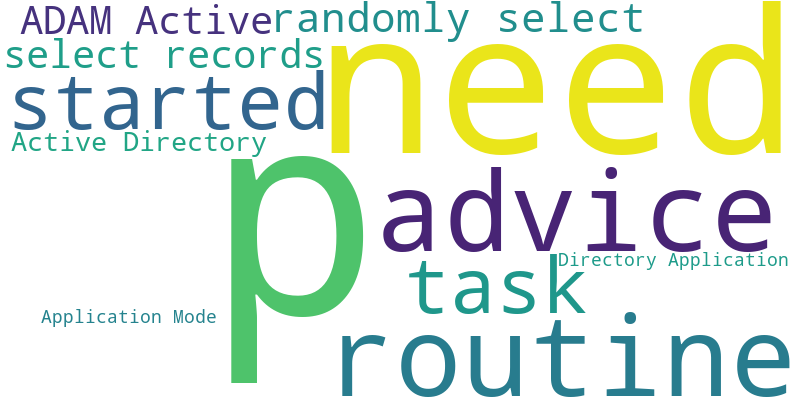 ADAM Active
randomly select
select records
need
started
Active Directory
p
advice
Directory Application
task
Application Mode
routine